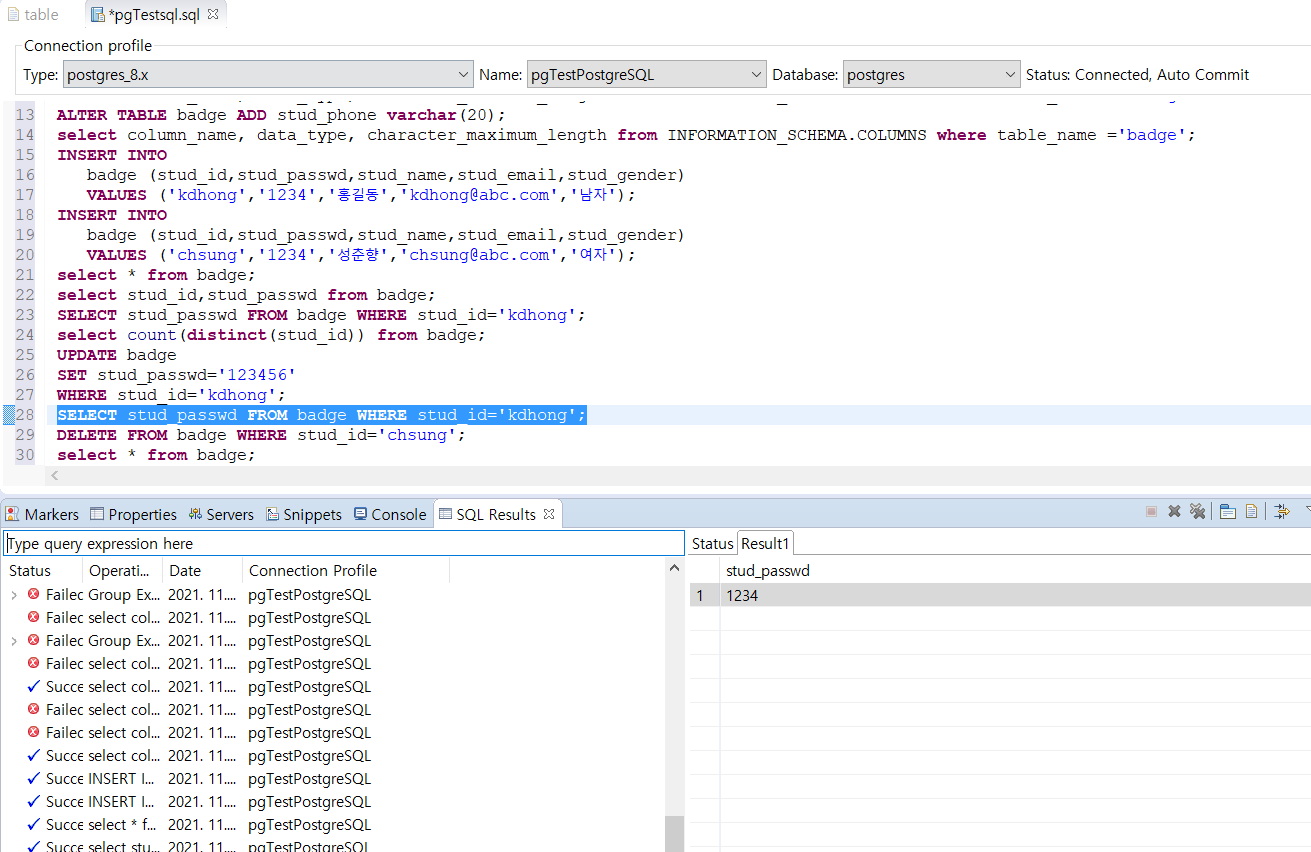 table
*pgTestsql.sql
Connection profile
Type: postgres_8.x Name: pgTestPostgreSQL Database: postgres Status: Connected, Auto Commit
13 ALTER TABLE badge ADD stud_phone varchar(20);
14 select column_name, data_type, character_maximum_length from INFORMATION_SCHEMA.COLUMNS where table_name ='badge';
15 INSERT INTO
16 badge (stud_id,stud_passwd,stud_name,stud_email,stud_gender)
17 VALUES ('kdhong','1234','홍길동','kdhong@abc.com','남자');
18 INSERT INTO
19 badge (stud_id,stud_passwd,stud_name,stud_email,stud_gender)
20 VALUES ('chsung','1234','성춘향','chsung@abc.com','여자');
21 select * from badge;
22 select stud_id,stud_passwd from badge;
23 SELECT stud_passwd FROM badge WHERE stud_id='kdhong';
24 select count(distinct(stud_id)) from badge;
25 UPDATE badge
26 SET stud_passwd='123456'
27 WHERE stud_id='kdhong';
28 SELECT stud_passwd FROM badge WHERE stud_id='kdhong';
29 DELETE FROM badge WHERE stud_id='chsung';
30 select * from badge;
Markers Properties Servers Snippets Console SQL Results
Type query expression here
Status Operati... Date Connection Profile
Failed Group Ex... 2021. 11.... pgTestPostgreSQL
Failed select col... 2021. 11.... pgTestPostgreSQL
Failed Group Ex... 2021. 11.... pgTestPostgreSQL
Failed select col... 2021. 11.... pgTestPostgreSQL
Succe select col... 2021. 11.... pgTestPostgreSQL
Failed select col... 2021. 11.... pgTestPostgreSQL
Failed select col... 2021. 11.... pgTestPostgreSQL
Succe select col... 2021. 11.... pgTestPostgreSQL
Succe INSERT I... 2021. 11.... pgTestPostgreSQL
Succe INSERT I... 2021. 11.... pgTestPostgreSQL
Succe select * f... 2021. 11.... pgTestPostgreSQL
Succe select stu... 2021. 11.... pgTestPostgreSQL
Status Result1
stud_passwd
1 1234